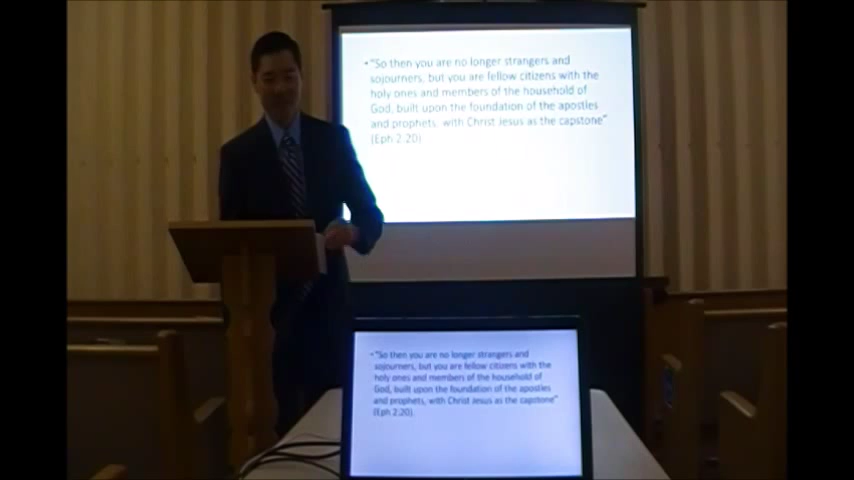 • "So then you are no longer strangers and
sojourners, but you are fellow citizens with the
holy ones and members of the household of
God, built upon the foundation of the apostles
and prophets, with Christ Jesus as the capstone"
(Eph 2:20).
• "So then you are no longer strangers and
sojourners, but you are fellow citizens with the
holy ones and members of the household of
God, built upon the foundation of the apostles
and prophets, with Christ Jesus as the capstone"
(Eph 2:20).